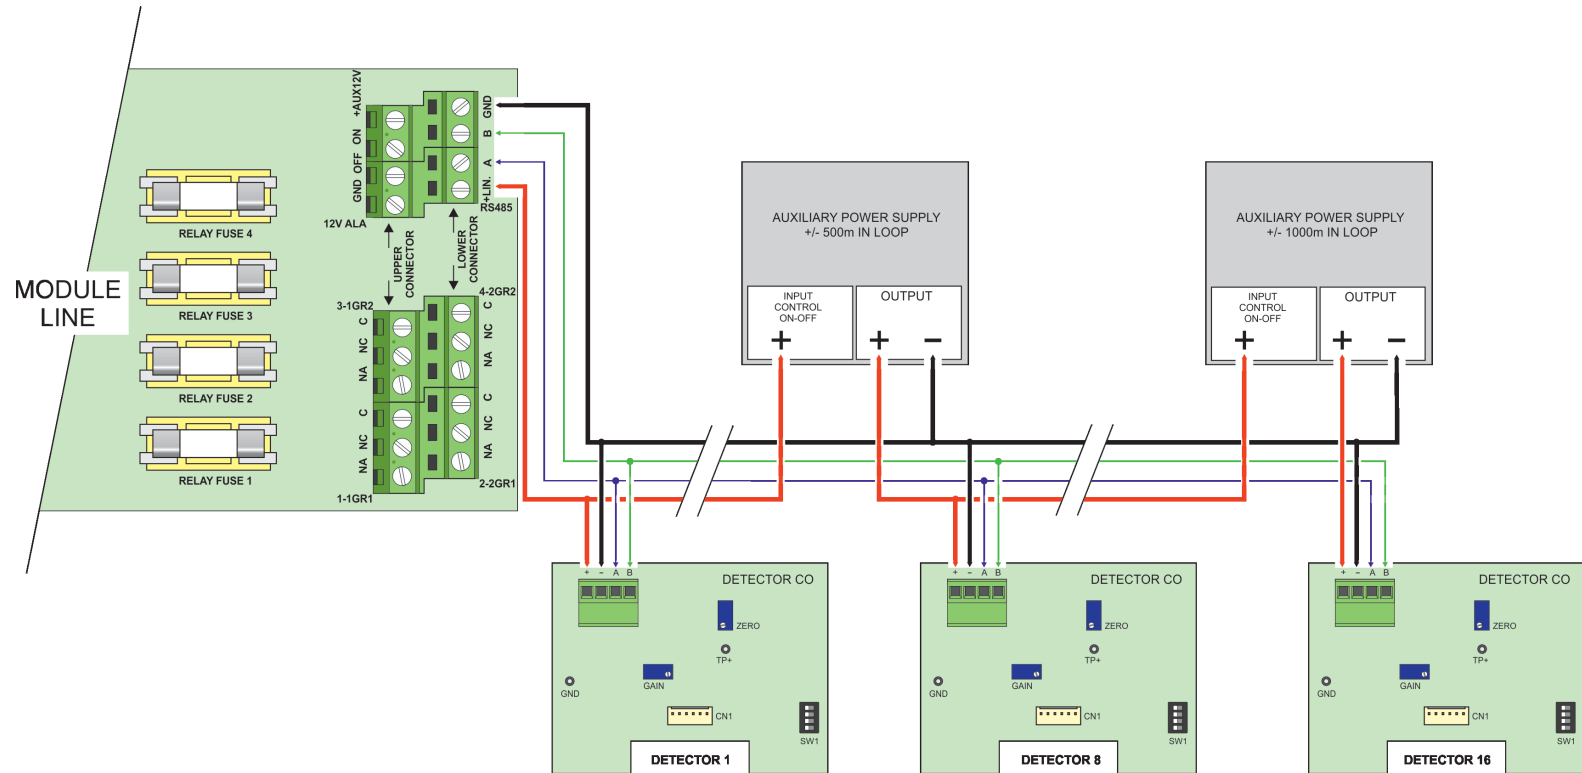 MODULE
LINE
RELAY FUSE 4
RELAY FUSE 3
RELAY FUSE 2
RELAY FUSE 1
+AUX12V
ON
OFF
GND
12V ALA
GND
B
A
+LIN.
RS485
UPPER
CONNECTOR
LOWER
CONNECTOR
3-1GR2
C
NC
NA
C
NC
NA
1-1GR1
4-2GR2
C
NC
NA
C
NC
NA
2-2GR1
AUXILIARY POWER SUPPLY
+/- 500m IN LOOP
INPUT
CONTROL
ON-OFF
+
OUTPUT
+ −
AUXILIARY POWER SUPPLY
+/- 1000m IN LOOP
INPUT
CONTROL
ON-OFF
+
OUTPUT
+ −
+ − A B
DETECTOR CO
ZERO
TP+
GAIN
GND
CN1
SW1
DETECTOR 1
+ − A B
DETECTOR CO
ZERO
TP+
GAIN
GND
CN1
SW1
DETECTOR 8
+ − A B
DETECTOR CO
ZERO
TP+
GAIN
GND
CN1
SW1
DETECTOR 16